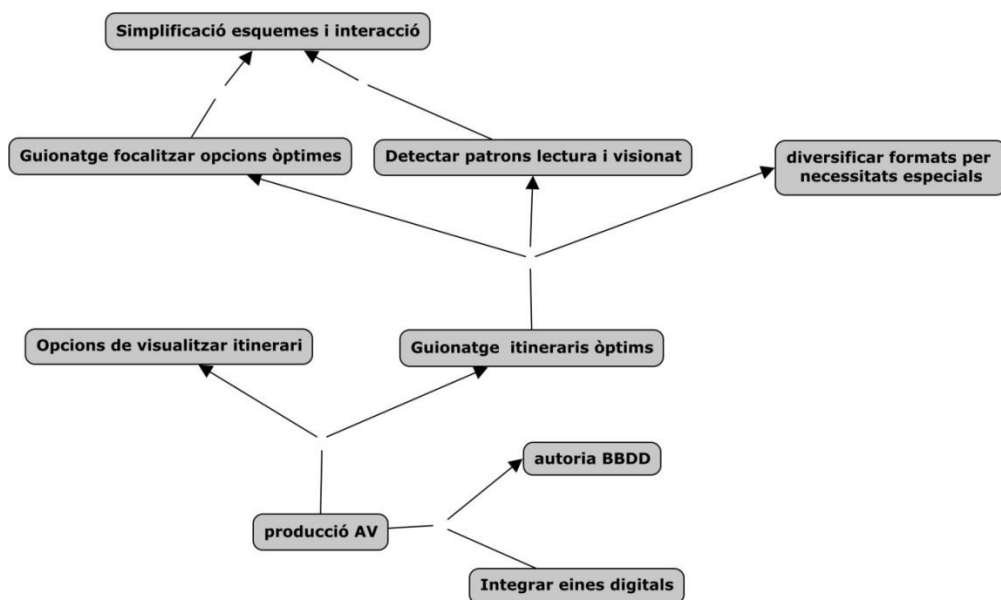 Simplificació esquemes i interacció
Guionatge focalitzar opcions òptimes
Detectar patrons lectura i visionat
diversificar formats per
necessitats especials
Opcions de visualitzar itinerari
Guionatge itineraris òptims
autoria BBDD
producció AV
Integrar eines digitals